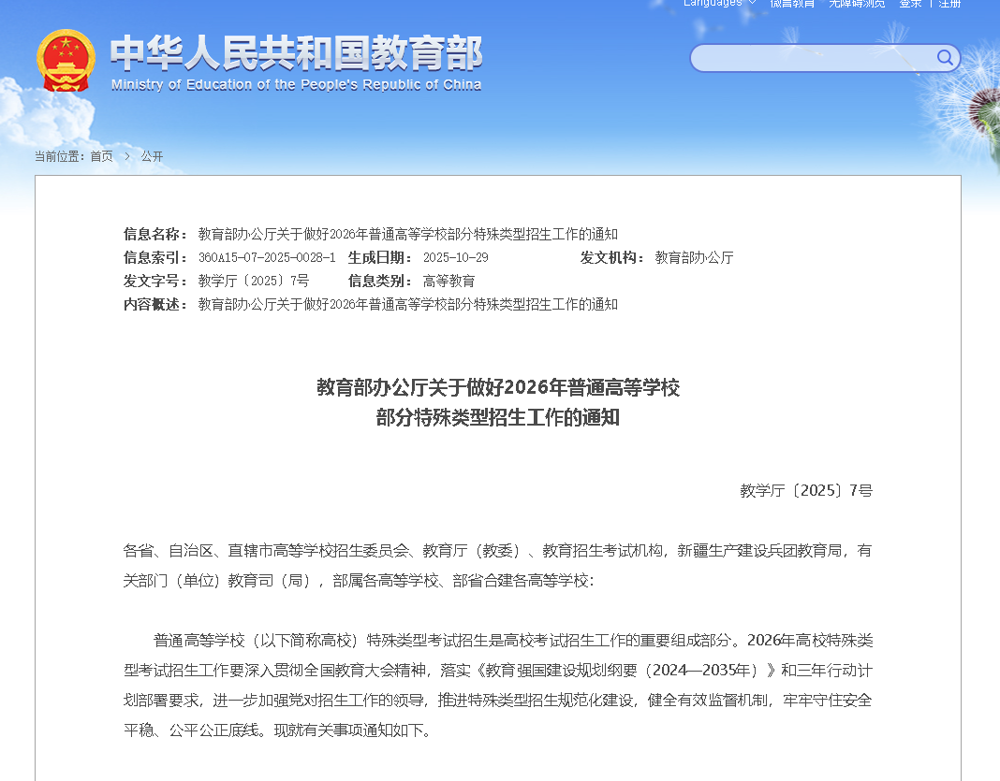 Languages 微言教育 无障碍浏览 登录 | 注册
中华人民共和国教育部
Ministry of Education of the People's Republic of China
当前位置：首页 > 公开
信息名称： 教育部办公厅关于做好2026年普通高等学校部分特殊类型招生工作的通知
信息索引： 360A15-07-2025-0028-1 生成日期： 2025-10-29 发文机构： 教育部办公厅
发文字号： 教学厅〔2025〕7号 信息类别： 高等教育
内容概述： 教育部办公厅关于做好2026年普通高等学校部分特殊类型招生工作的通知
教育部办公厅关于做好2026年普通高等学校
部分特殊类型招生工作的通知
教学厅〔2025〕7号
各省、自治区、直辖市高等学校招生委员会、教育厅（教委）、教育招生考试机构，新疆生产建设兵团教育局，有
关部门（单位）教育司（局），部属各高等学校、部省合建各高等学校：
普通高等学校（以下简称高校）特殊类型考试招生是高校考试招生工作的重要组成部分。2026年高校特殊类
型考试招生工作要深入贯彻全国教育大会精神，落实《教育强国建设规划纲要（2024—2035年）》和三年行动计
划部署要求，进一步加强党对招生工作的领导，推进特殊类型招生规范化建设，健全有效监督机制，牢牢守住安全
平稳、公平公正底线。现就有关事项通知如下。